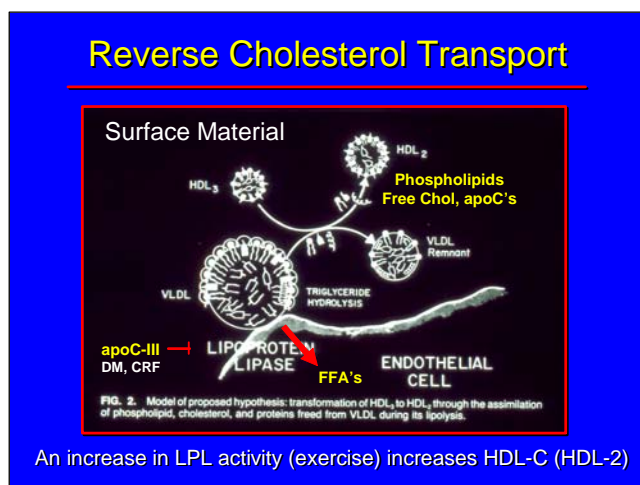 Reverse Cholesterol Transport
Surface Material
HDL₂
HDL₃
Phospholipids
Free Chol, apoC's
VLDL
Remnant
VLDL
TRIGLYCERIDE
HYDROLYSIS
apoC-III
DM, CRF
LIPOPROTEIN
LIPASE
FFA's
ENDOTHELIAL
CELL
FIG. 2. Model of proposed hypothesis: transformation of HDL₃ to HDL₂ through the assimilation
of phospholipid, cholesterol, and proteins freed from VLDL during its lipolysis.
An increase in LPL activity (exercise) increases HDL-C (HDL-2)